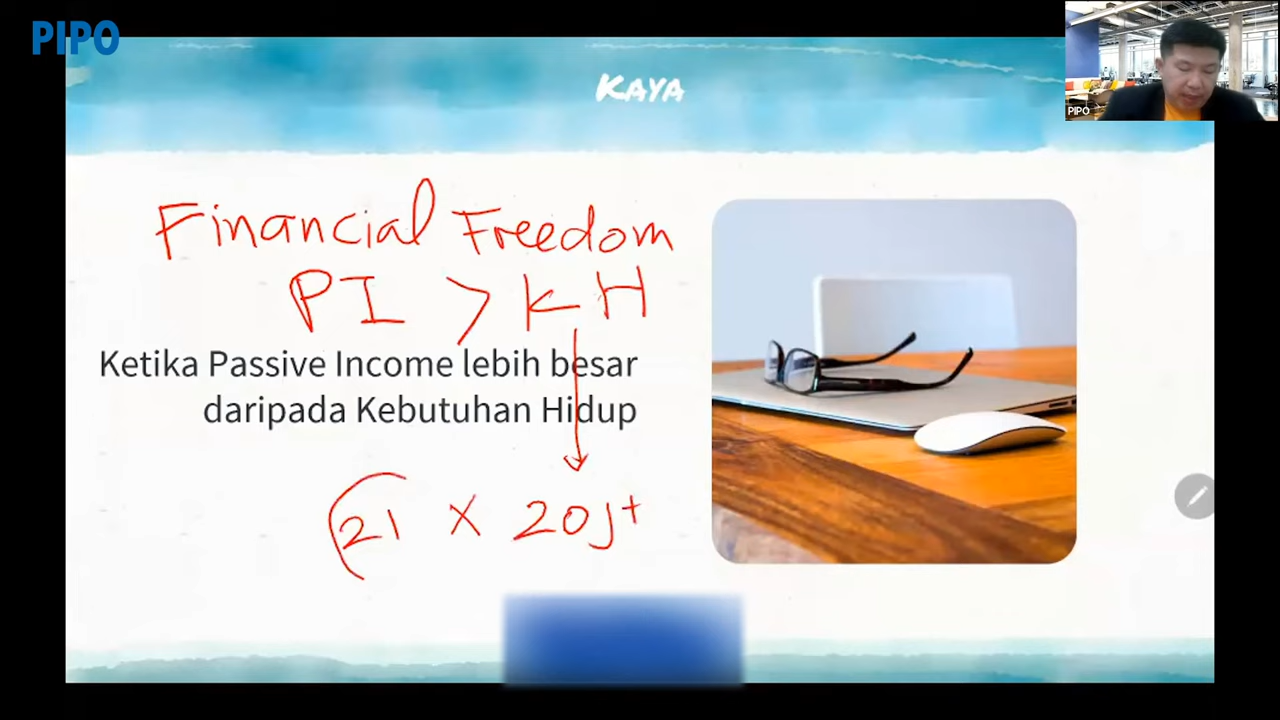 PIPO
KAYA
PIPO
Financial Freedom
PI > KH
Ketika Passive Income lebih besar
daripada Kebutuhan Hidup
(21 x 20jt